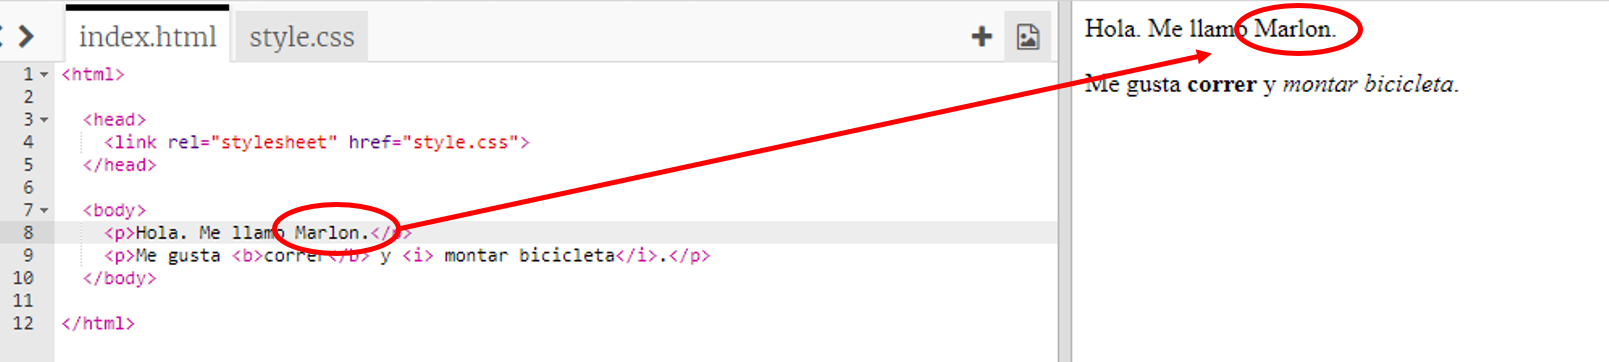 index.html style.css
1 <html>
2
3 <head>
4 <link rel="stylesheet" href="style.css">
5 </head>
6
7 <body>
8 <p>Hola. Me llamo Marlon.</p>
9 <p>Me gusta <b>correr</b> y <i> montar bicicleta</i>.</p>
10 </body>
11
12 </html>
Hola. Me llamo Marlon.
Me gusta correr y montar bicicleta.